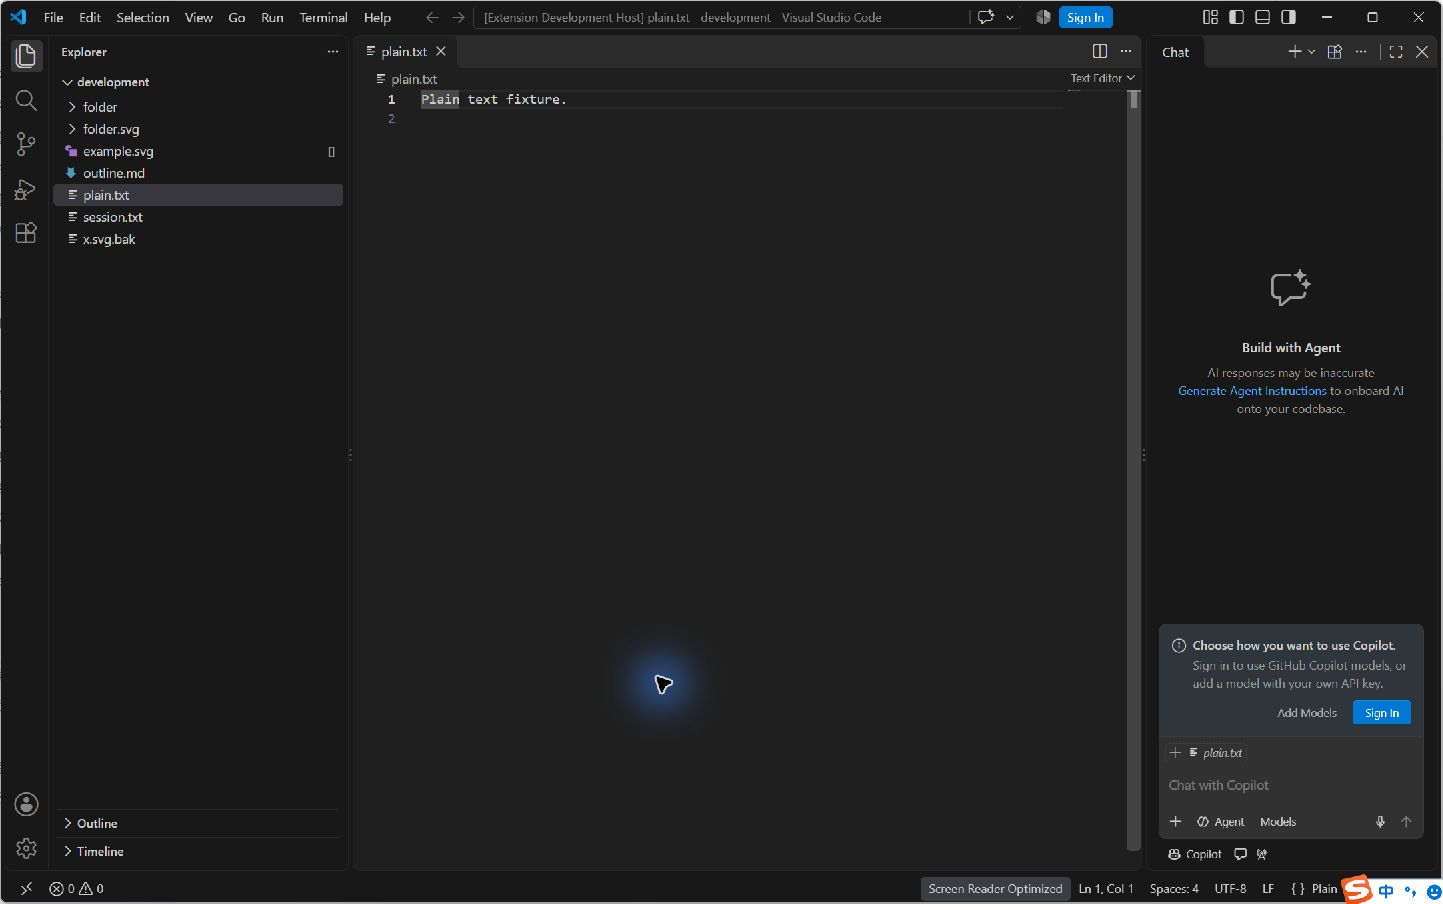 File Edit Selection View Go Run Terminal Help
[Extension Development Host] plain.txt - development - Visual Studio Code
Sign In
Explorer
development
folder
folder.svg
example.svg
outline.md
plain.txt
session.txt
x.svg.bak
Outline
Timeline
plain.txt
plain.txt
Text Editor
1 Plain text fixture.
2
Chat
Build with Agent
AI responses may be inaccurate
Generate Agent Instructions to onboard AI
onto your codebase.
Choose how you want to use Copilot.
Sign in to use GitHub Copilot models, or
add a model with your own API key.
Add Models Sign In
plain.txt
Chat with Copilot
Agent Models
Copilot
0 0
Screen Reader Optimized Ln 1, Col 1 Spaces: 4 UTF-8 LF {} Plain
S 中